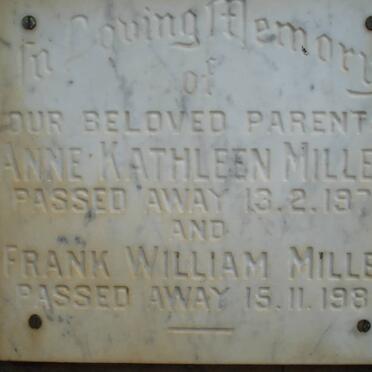 In Loving Memory
of
OUR BELOVED PARENT
ANNE KATHLEEN MILLE
PASSED AWAY 13.2.197
AND
FRANK WILLIAM MILLE
PASSED AWAY 15.11.198